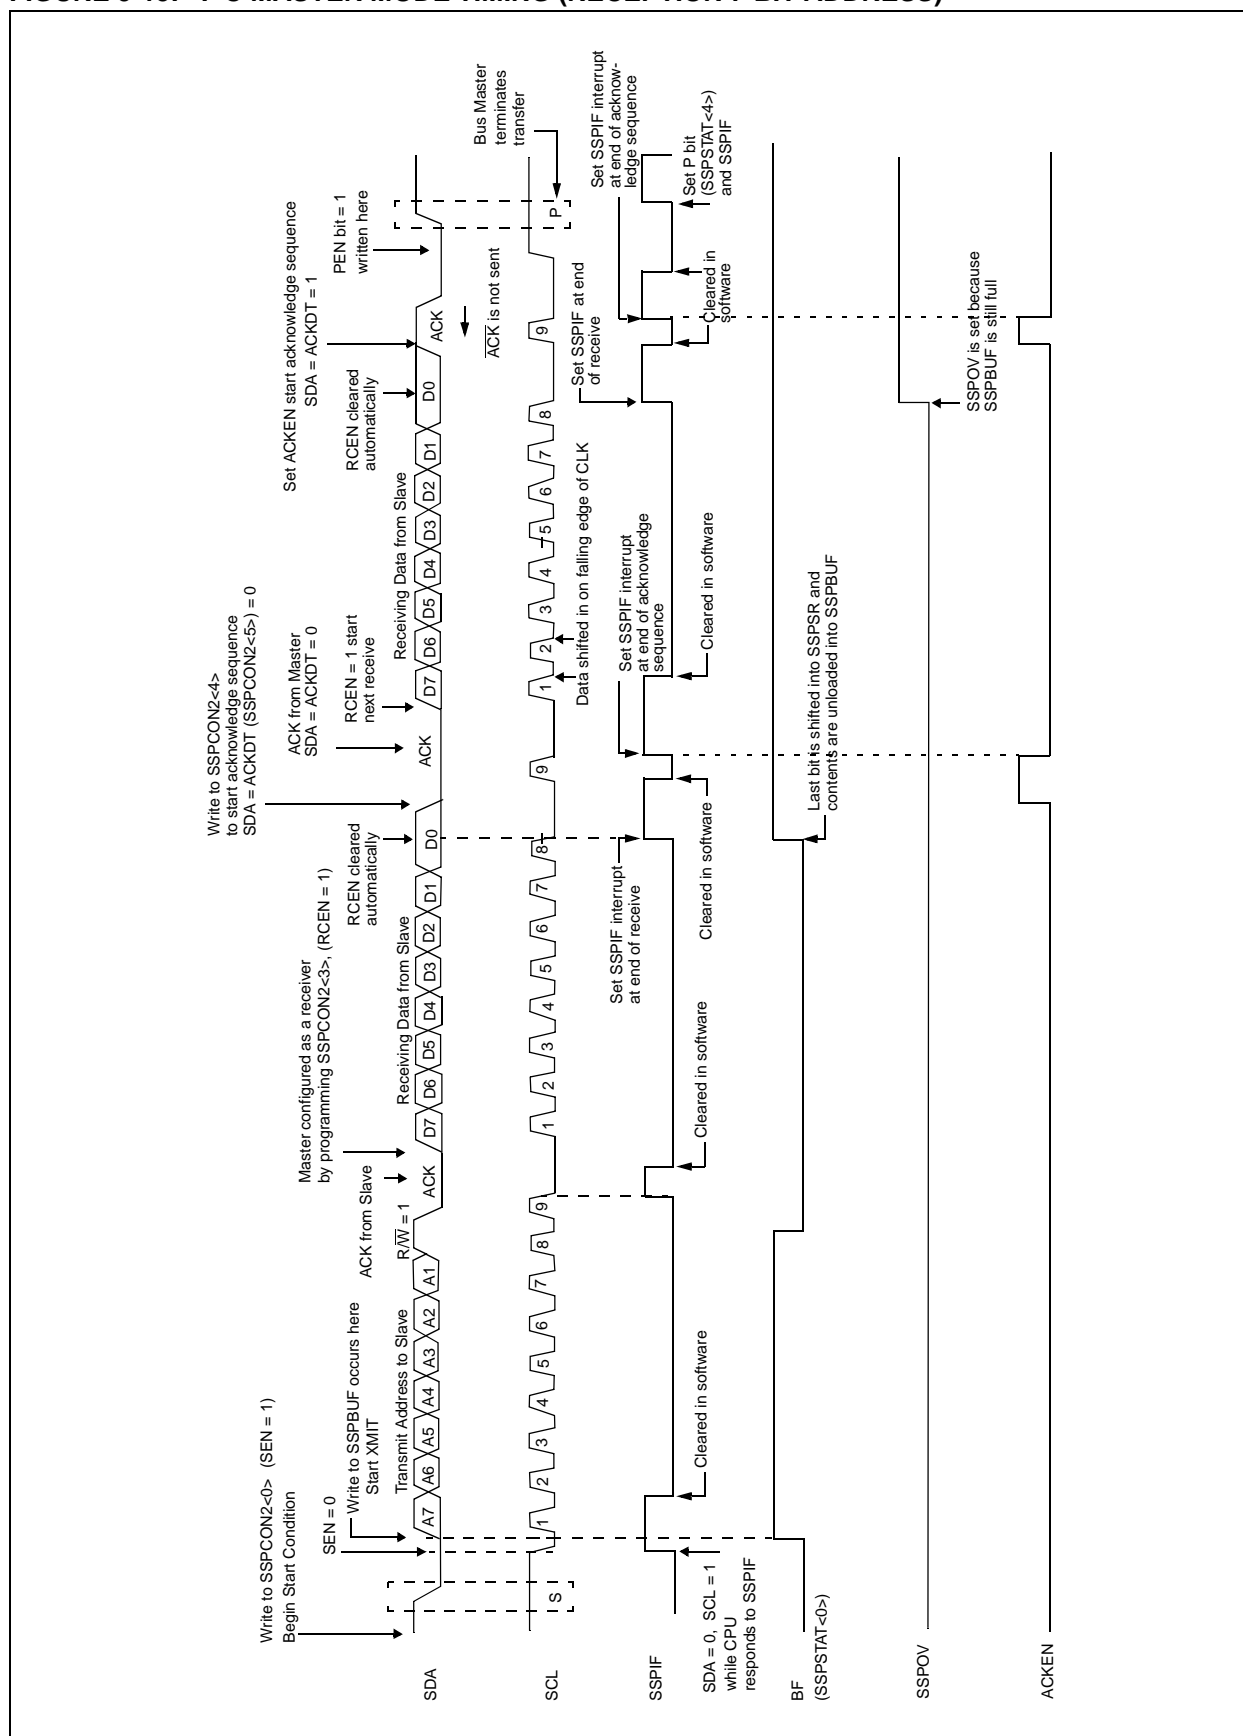 Write to SSPCON2<0> (SEN = 1)
Begin Start Condition
SEN = 0
Write to SSPBUF occurs here
Start XMIT
Transmit Address to Slave
ACK from Slave
R/W = 1
Master configured as a receiver
by programming SSPCON2<3>, (RCEN = 1)
Receiving Data from Slave
RCEN cleared
automatically
Write to SSPCON2<4>
to start acknowledge sequence
SDA = ACKDT (SSPCON2<5>) = 0
ACK from Master
SDA = ACKDT = 0
RCEN = 1 start
next receive
Receiving Data from Slave
RCEN cleared
automatically
Set ACKEN start acknowledge sequence
SDA = ACKDT = 1
PEN bit = 1
written here
SDA
A7 A6 A5 A4 A3 A2 A1 ACK D7 D6 D5 D4 D3 D2 D1 D0 ACK D7 D6 D5 D4 D3 D2 D1 D0 ACK
ACK is not sent
Bus Master
terminates
transfer
SCL
S 1 2 3 4 5 6 7 8 9 1 2 3 4 5 6 7 8 9 1 2 3 4 5 6 7 8 9 P
Data shifted in on falling edge of CLK
Set SSPIF interrupt
at end of receive
Set SSPIF interrupt
at end of acknowledge
sequence
Set SSPIF at end
of receive
Set SSPIF interrupt
at end of acknow-
ledge sequence
SSPIF
SDA = 0, SCL = 1
while CPU
responds to SSPIF
Cleared in software
Cleared in software
Cleared in software
Cleared in software
Cleared in
software
Set P bit
(SSPSTAT<4>)
and SSPIF
BF
(SSPSTAT<0>)
Last bit is shifted into SSPSR and
contents are unloaded into SSPBUF
SSPOV
SSPOV is set because
SSPBUF is still full
ACKEN